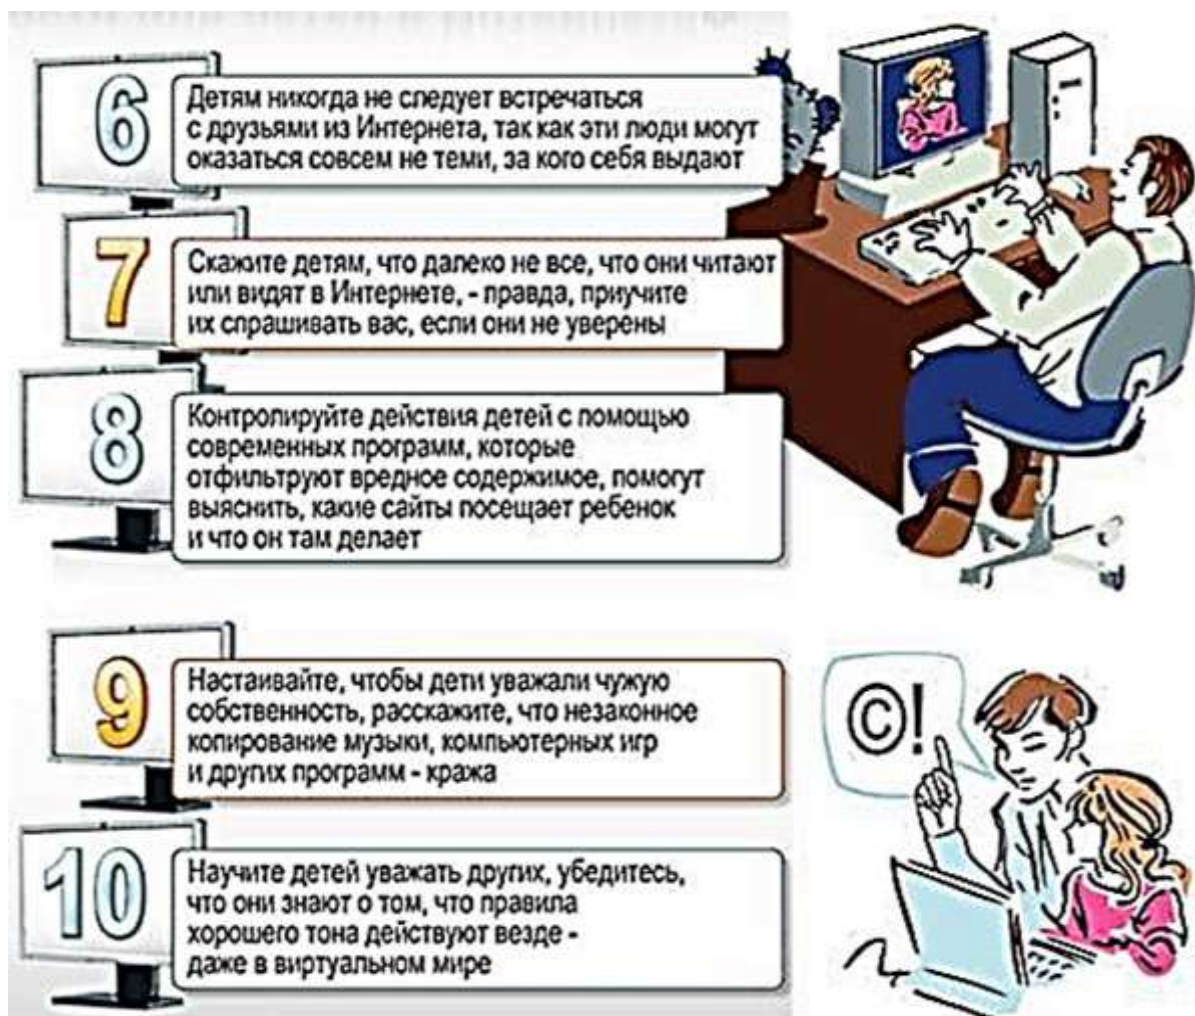 6
Детям никогда не следует встречаться
с друзьями из Интернета, так как эти люди могут
оказаться совсем не теми, за кого себя выдают
7
Скажите детям, что далеко не все, что они читают
или видят в Интернете, - правда, приучите
их спрашивать вас, если они не уверены
8
Контролируйте действия детей с помощью
современных программ, которые
отфильтруют вредное содержимое, помогут
выяснить, какие сайты посещает ребенок
и что он там делает
9
Настаивайте, чтобы дети уважали чужую
собственность, расскажите, что незаконное
копирование музыки, компьютерных игр
и других программ - кража
©!
10
Научите детей уважать других, убедитесь,
что они знают о том, что правила
хорошего тона действуют везде -
даже в виртуальном мире